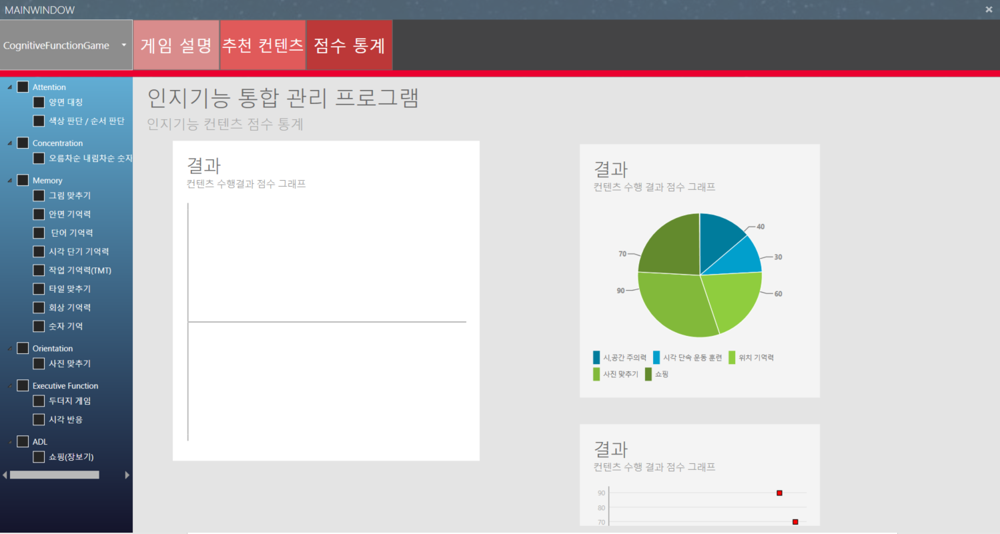 MAINWINDOW
CognitiveFunctionGame
게임 설명
추천 컨텐츠
점수 통계
Attention
양면 대칭
색상 판단 / 순서 판단
Concentration
오름차순 내림차순 숫자
Memory
그림 맞추기
안면 기억력
단어 기억력
시각 단기 기억력
작업 기억력(TMT)
타일 맞추기
회상 기억력
숫자 기억
Orientation
사진 맞추기
Executive Function
두더지 게임
시각 반응
ADL
쇼핑(장보기)
인지기능 통합 관리 프로그램
인지기능 컨텐츠 점수 통계
결과
컨텐츠 수행결과 점수 그래프
결과
컨텐츠 수행 결과 점수 그래프
40
30
60
90
70
시,공간 주의력
시각 단속 운동 훈련
위치 기억력
사진 맞추기
쇼핑
결과
컨텐츠 수행 결과 점수 그래프
90
80
70